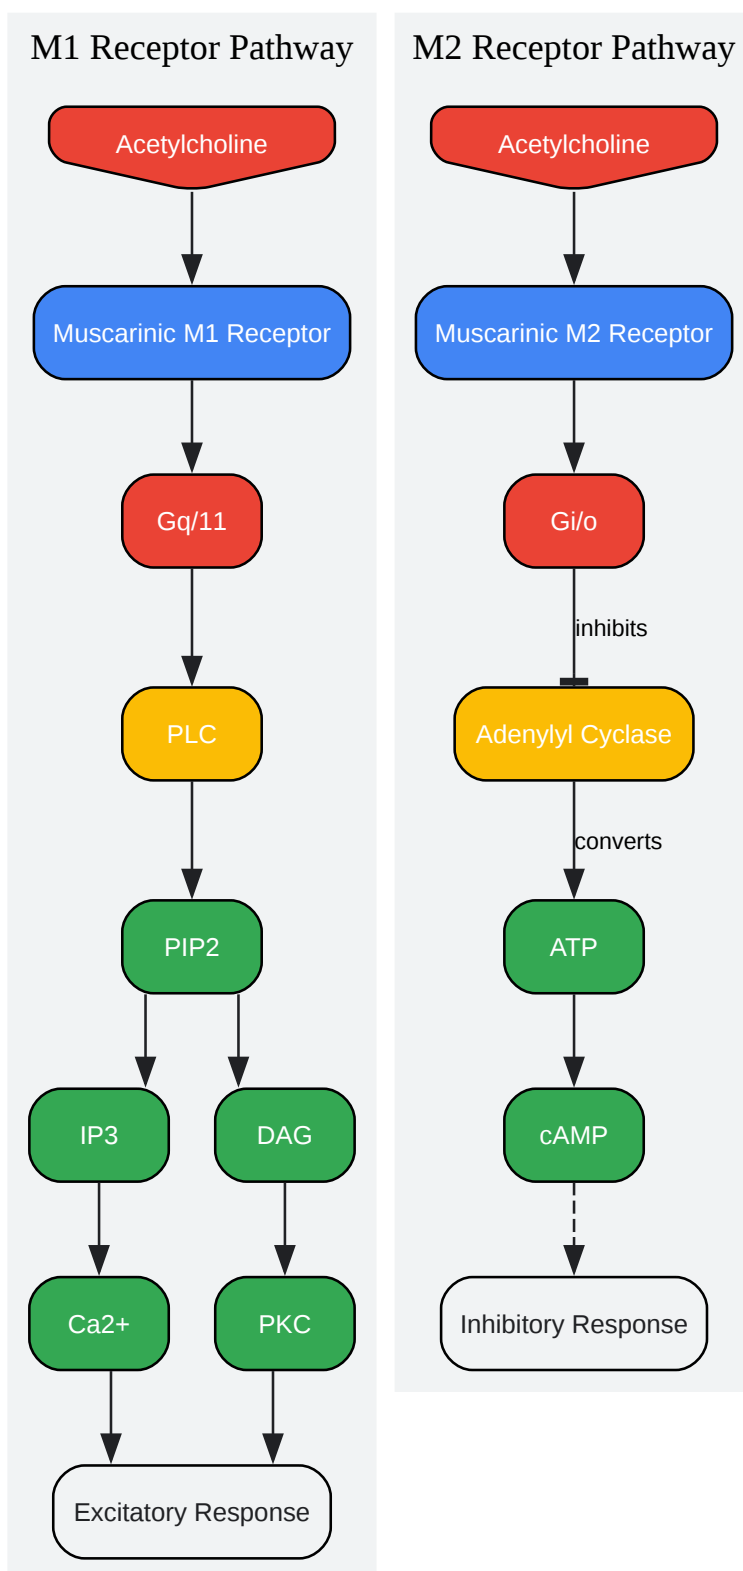 M1 Receptor Pathway
Acetylcholine
Muscarinic M1 Receptor
Gq/11
PLC
PIP2
IP3
DAG
Ca2+
PKC
Excitatory Response
M2 Receptor Pathway
Acetylcholine
Muscarinic M2 Receptor
Gi/o
inhibits
Adenylyl Cyclase
converts
ATP
cAMP
Inhibitory Response